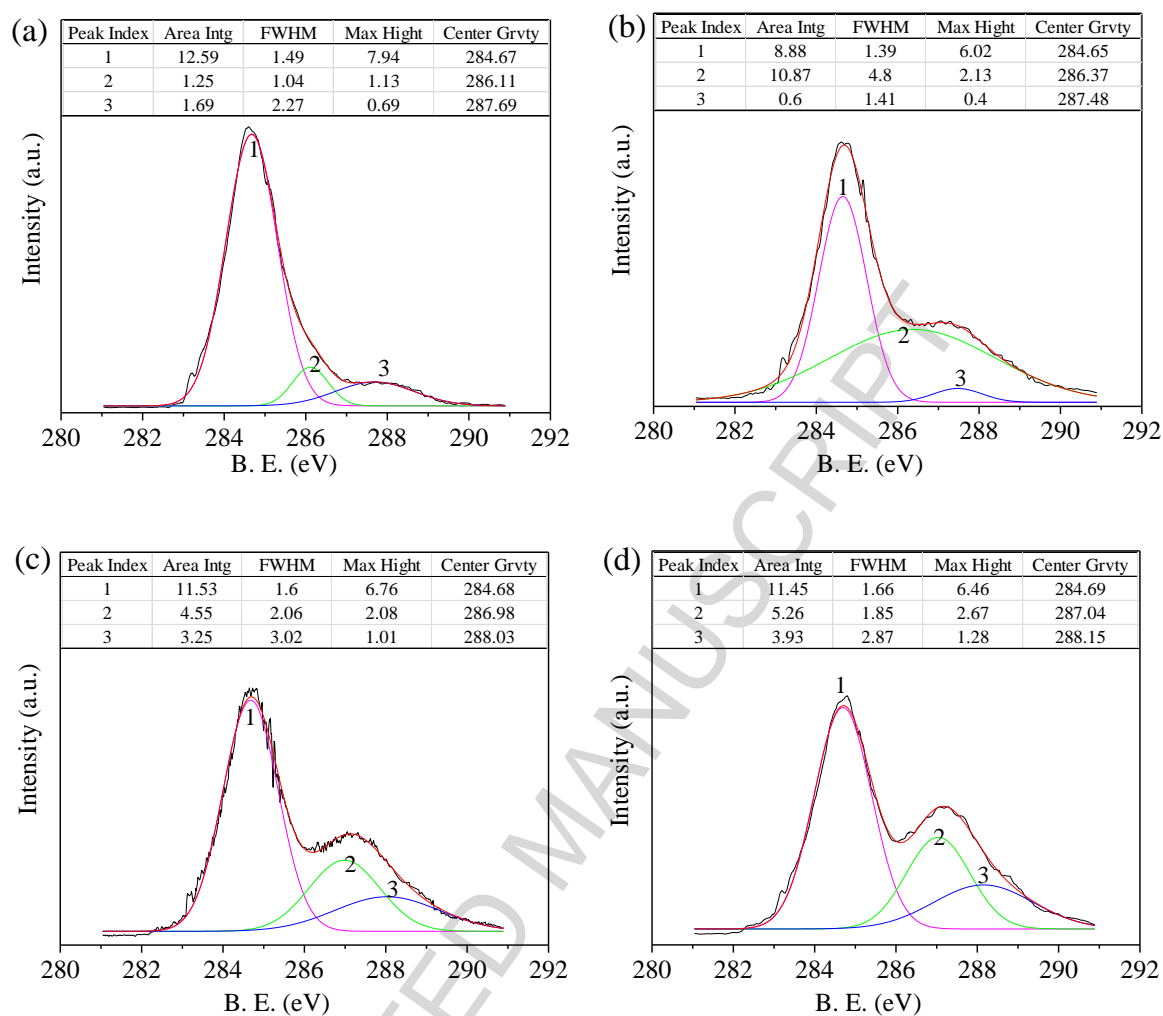 (a)
Peak Index Area Intg FWHM Max Hight Center Grvty
1 12.59 1.49 7.94 284.67
2 1.25 1.04 1.13 286.11
3 1.69 2.27 0.69 287.69
1
2
3
Intensity (a.u.)
280 282 284 286 288 290 292
B. E. (eV)
(b)
Peak Index Area Intg FWHM Max Hight Center Grvty
1 8.88 1.39 6.02 284.65
2 10.87 4.8 2.13 286.37
3 0.6 1.41 0.4 287.48
1
2
3
Intensity (a.u.)
280 282 284 286 288 290 292
B. E. (eV)
(c)
Peak Index Area Intg FWHM Max Hight Center Grvty
1 11.53 1.6 6.76 284.68
2 4.55 2.06 2.08 286.98
3 3.25 3.02 1.01 288.03
1
2
3
Intensity (a.u.)
280 282 284 286 288 290 292
B. E. (eV)
(d)
Peak Index Area Intg FWHM Max Hight Center Grvty
1 11.45 1.66 6.46 284.69
2 5.26 1.85 2.67 287.04
3 3.93 2.87 1.28 288.15
1
2
3
Intensity (a.u.)
280 282 284 286 288 290 292
B. E. (eV)
TED MANUSCRIPT